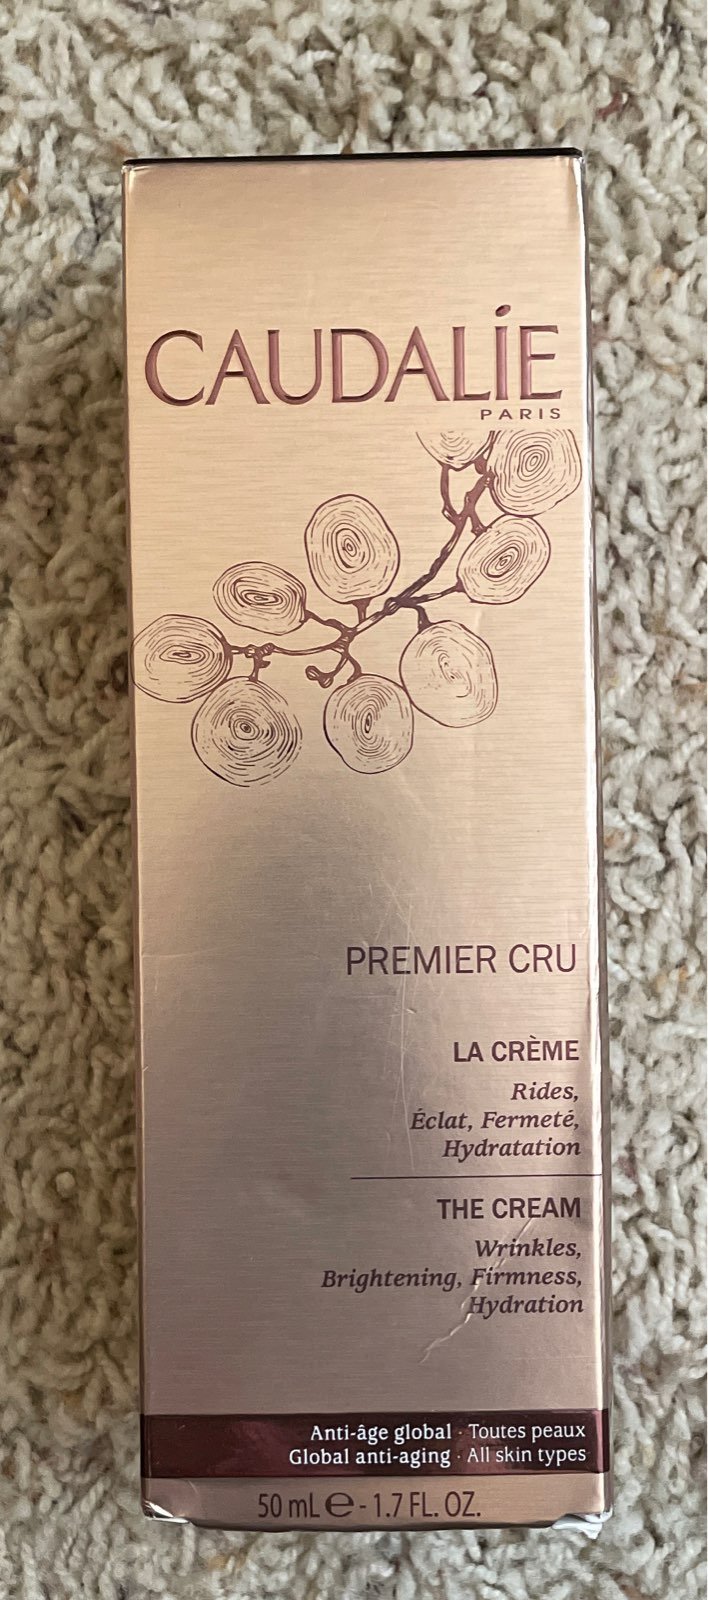 CAUDALÍE
PARIS
PREMIER CRU
LA CRÈME
Rides,
Éclat, Fermeté,
Hydratation
THE CREAM
Wrinkles,
Brightening, Firmness,
Hydration
Anti-âge global · Toutes peaux
Global anti-aging · All skin types
50 mL ℮ - 1.7 FL. OZ.